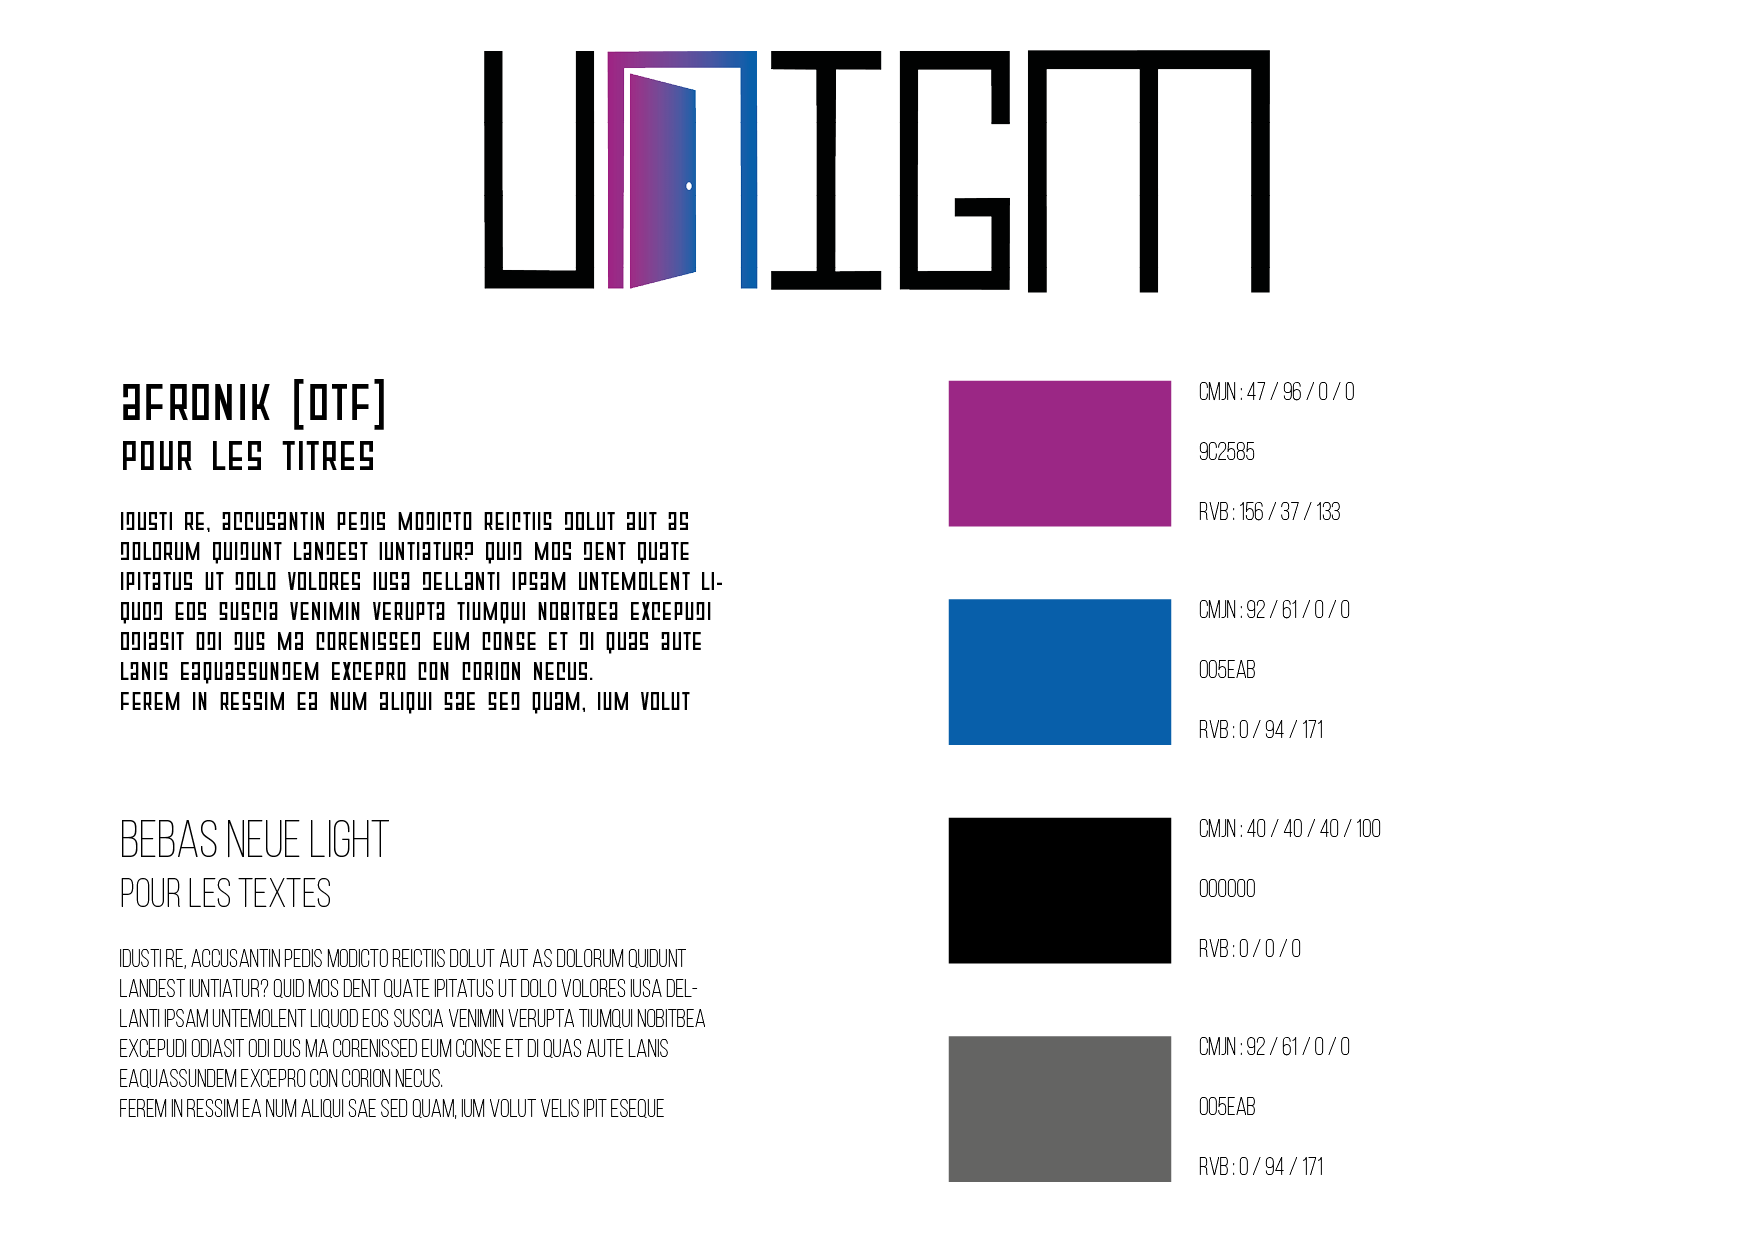 UNIGM
AFRONIK [OTF]
POUR LES TITRES
IDUSTI RE, ACCUSANTIN PEDIS MODICTO REICTIIS DOLUT AUT AS
DOLORUM QUIDUNT LANDEST IUNTIATUR? QUID MOS DENT QUATE
IPITATUS UT DOLO VOLORES IUSA DELLANTI IPSAM UNTEMOLENT LI-
QUOD EOS SUSCIA VENIMIN VERUPTA TIUMQUI NOBITBEA EXCEPUDI
ODIASIT ODI DUS MA CORENISSED EUM CONSE ET DI QUAS AUTE
LANIS EAQUASSUNDEM EXCEPRO CON CORION NECUS.
FEREM IN RESSIM EA NUM ALIQUI SAE SED QUAM, IUM VOLUT
BEBAS NEUE LIGHT
POUR LES TEXTES
IDUSTI RE, ACCUSANTIN PEDIS MODICTO REICTIIS DOLUT AUT AS DOLORUM QUIDUNT
LANDEST IUNTIATUR? QUID MOS DENT QUATE IPITATUS UT DOLO VOLORES IUSA DEL-
LANTI IPSAM UNTEMOLENT LIQUOD EOS SUSCIA VENIMIN VERUPTA TIUMQUI NOBITBEA
EXCEPUDI ODIASIT ODI DUS MA CORENISSED EUM CONSE ET DI QUAS AUTE LANIS
EAQUASSUNDEM EXCEPRO CON CORION NECUS.
FEREM IN RESSIM EA NUM ALIQUI SAE SED QUAM, IUM VOLUT VELIS IPIT ESEQUE
CMJN : 47 / 96 / 0 / 0
9C2585
RVB : 156 / 37 / 133
CMJN : 92 / 61 / 0 / 0
005EAB
RVB : 0 / 94 / 171
CMJN : 40 / 40 / 40 / 100
000000
RVB : 0 / 0 / 0
CMJN : 92 / 61 / 0 / 0
005EAB
RVB : 0 / 94 / 171